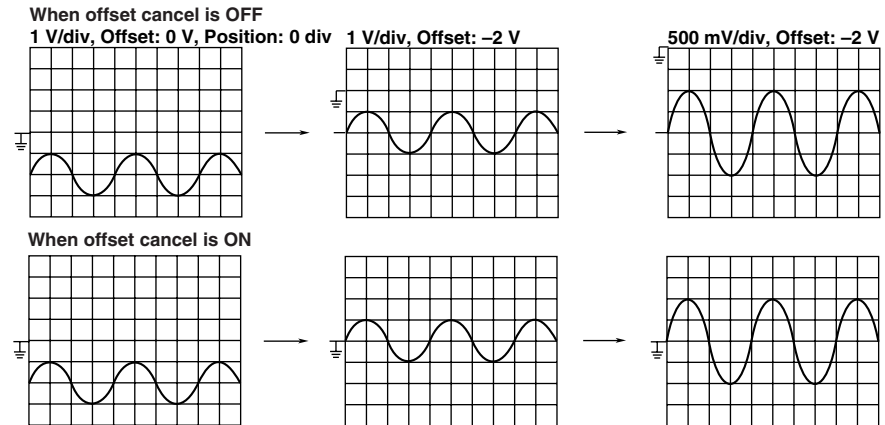 When offset cancel is OFF
1 V/div, Offset: 0 V, Position: 0 div 1 V/div, Offset: –2 V 500 mV/div, Offset: –2 V
When offset cancel is ON